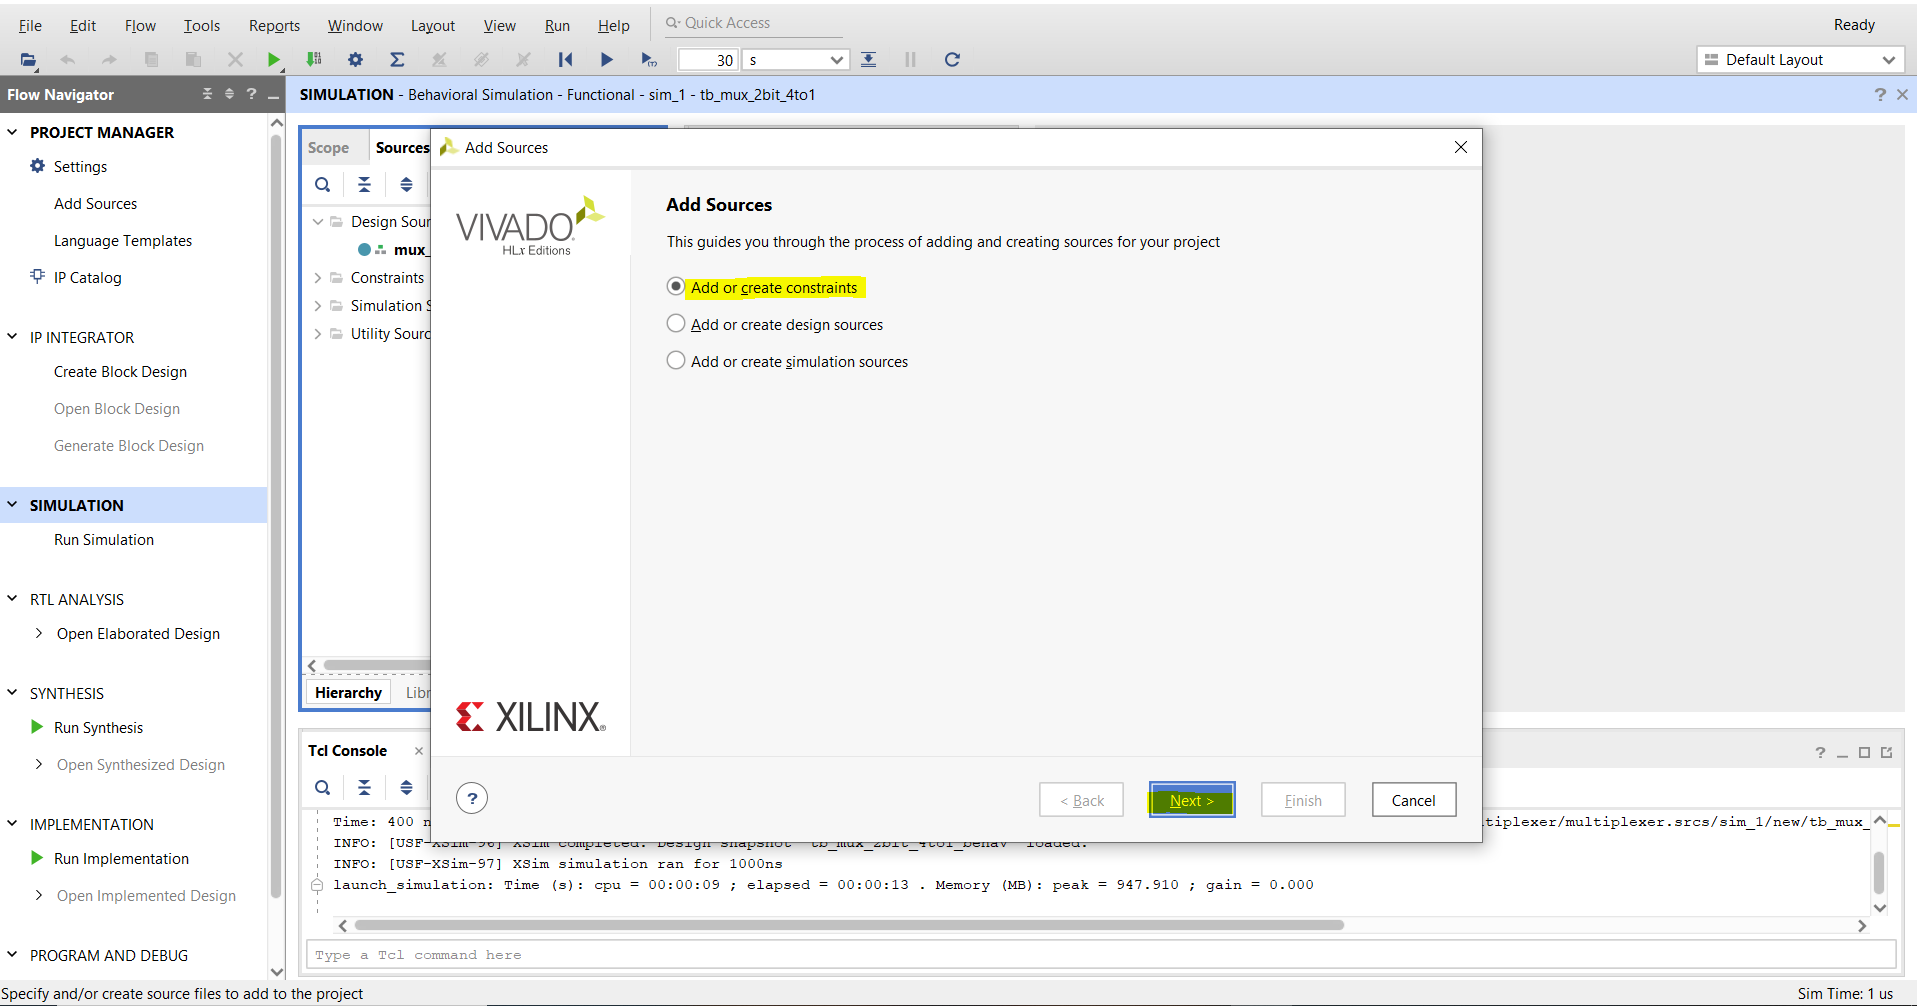 File Edit Flow Tools Reports Window Layout View Run Help Quick Access Ready
30 s Default Layout
Flow Navigator
SIMULATION - Behavioral Simulation - Functional - sim_1 - tb_mux_2bit_4to1
PROJECT MANAGER
Settings
Add Sources
Language Templates
IP Catalog
IP INTEGRATOR
Create Block Design
Open Block Design
Generate Block Design
SIMULATION
Run Simulation
RTL ANALYSIS
Open Elaborated Design
SYNTHESIS
Run Synthesis
Open Synthesized Design
IMPLEMENTATION
Run Implementation
Open Implemented Design
PROGRAM AND DEBUG
Scope Sources
Design Sour
mux_
Constraints
Simulation S
Utility Sourc
Hierarchy Libr
Add Sources
VIVADO
HLx Editions
XILINX
Add Sources
This guides you through the process of adding and creating sources for your project
Add or create constraints
Add or create design sources
Add or create simulation sources
? < Back Next > Finish Cancel
Tcl Console
Time: 400 n tiplexer/multiplexer.srcs/sim_1/new/tb_mux_
INFO: [USF-XSim-96] XSim completed. Design snapshot 'tb_mux_2bit_4to1_behav' loaded.
INFO: [USF-XSim-97] XSim simulation ran for 1000ns
launch_simulation: Time (s): cpu = 00:00:09 ; elapsed = 00:00:13 . Memory (MB): peak = 947.910 ; gain = 0.000
Type a Tcl command here
Specify and/or create source files to add to the project Sim Time: 1 us